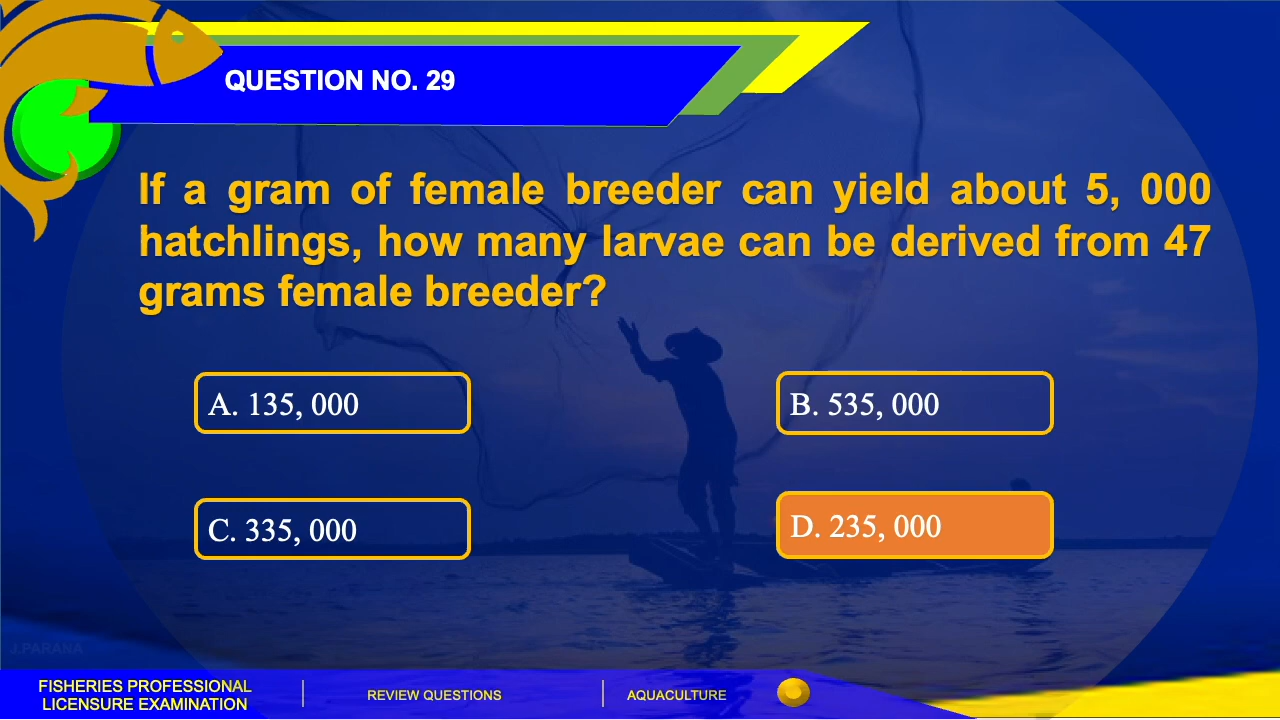 QUESTION NO. 29
If a gram of female breeder can yield about 5, 000
hatchlings, how many larvae can be derived from 47
grams female breeder?
A. 135, 000
B. 535, 000
C. 335, 000
D. 235, 000
J.PARANA
FISHERIES PROFESSIONAL
LICENSURE EXAMINATION
REVIEW QUESTIONS
AQUACULTURE